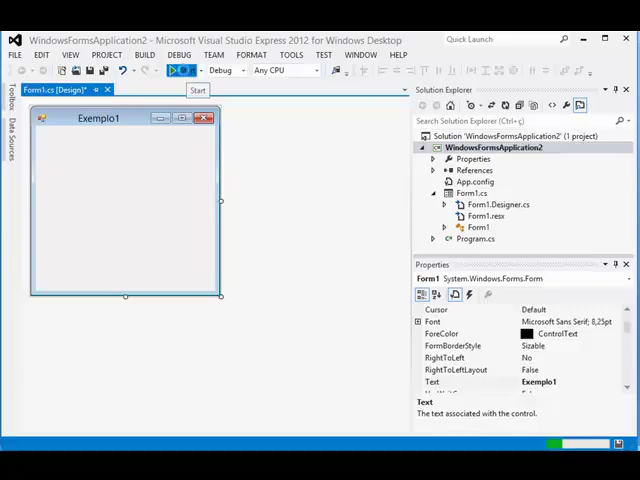 WindowsFormsApplication2 - Microsoft Visual Studio Express 2012 for Windows Desktop
Quick Launch
FILE EDIT VIEW PROJECT BUILD DEBUG TEAM FORMAT TOOLS TEST WINDOW HELP
Debug Any CPU
Form1.cs [Design]*
Start
Toolbox
Data Sources
Exemplo1
Solution Explorer
Search Solution Explorer (Ctrl+ç)
Solution 'WindowsFormsApplication2' (1 project)
WindowsFormsApplication2
Properties
References
App.config
Form1.cs
Form1.Designer.cs
Form1.resx
Form1
Program.cs
Properties
Form1 System.Windows.Forms.Form
Cursor Default
Font Microsoft Sans Serif; 8,25pt
ForeColor ControlText
FormBorderStyle Sizable
RightToLeft No
RightToLeftLayout False
Text Exemplo1
Text
The text associated with the control.